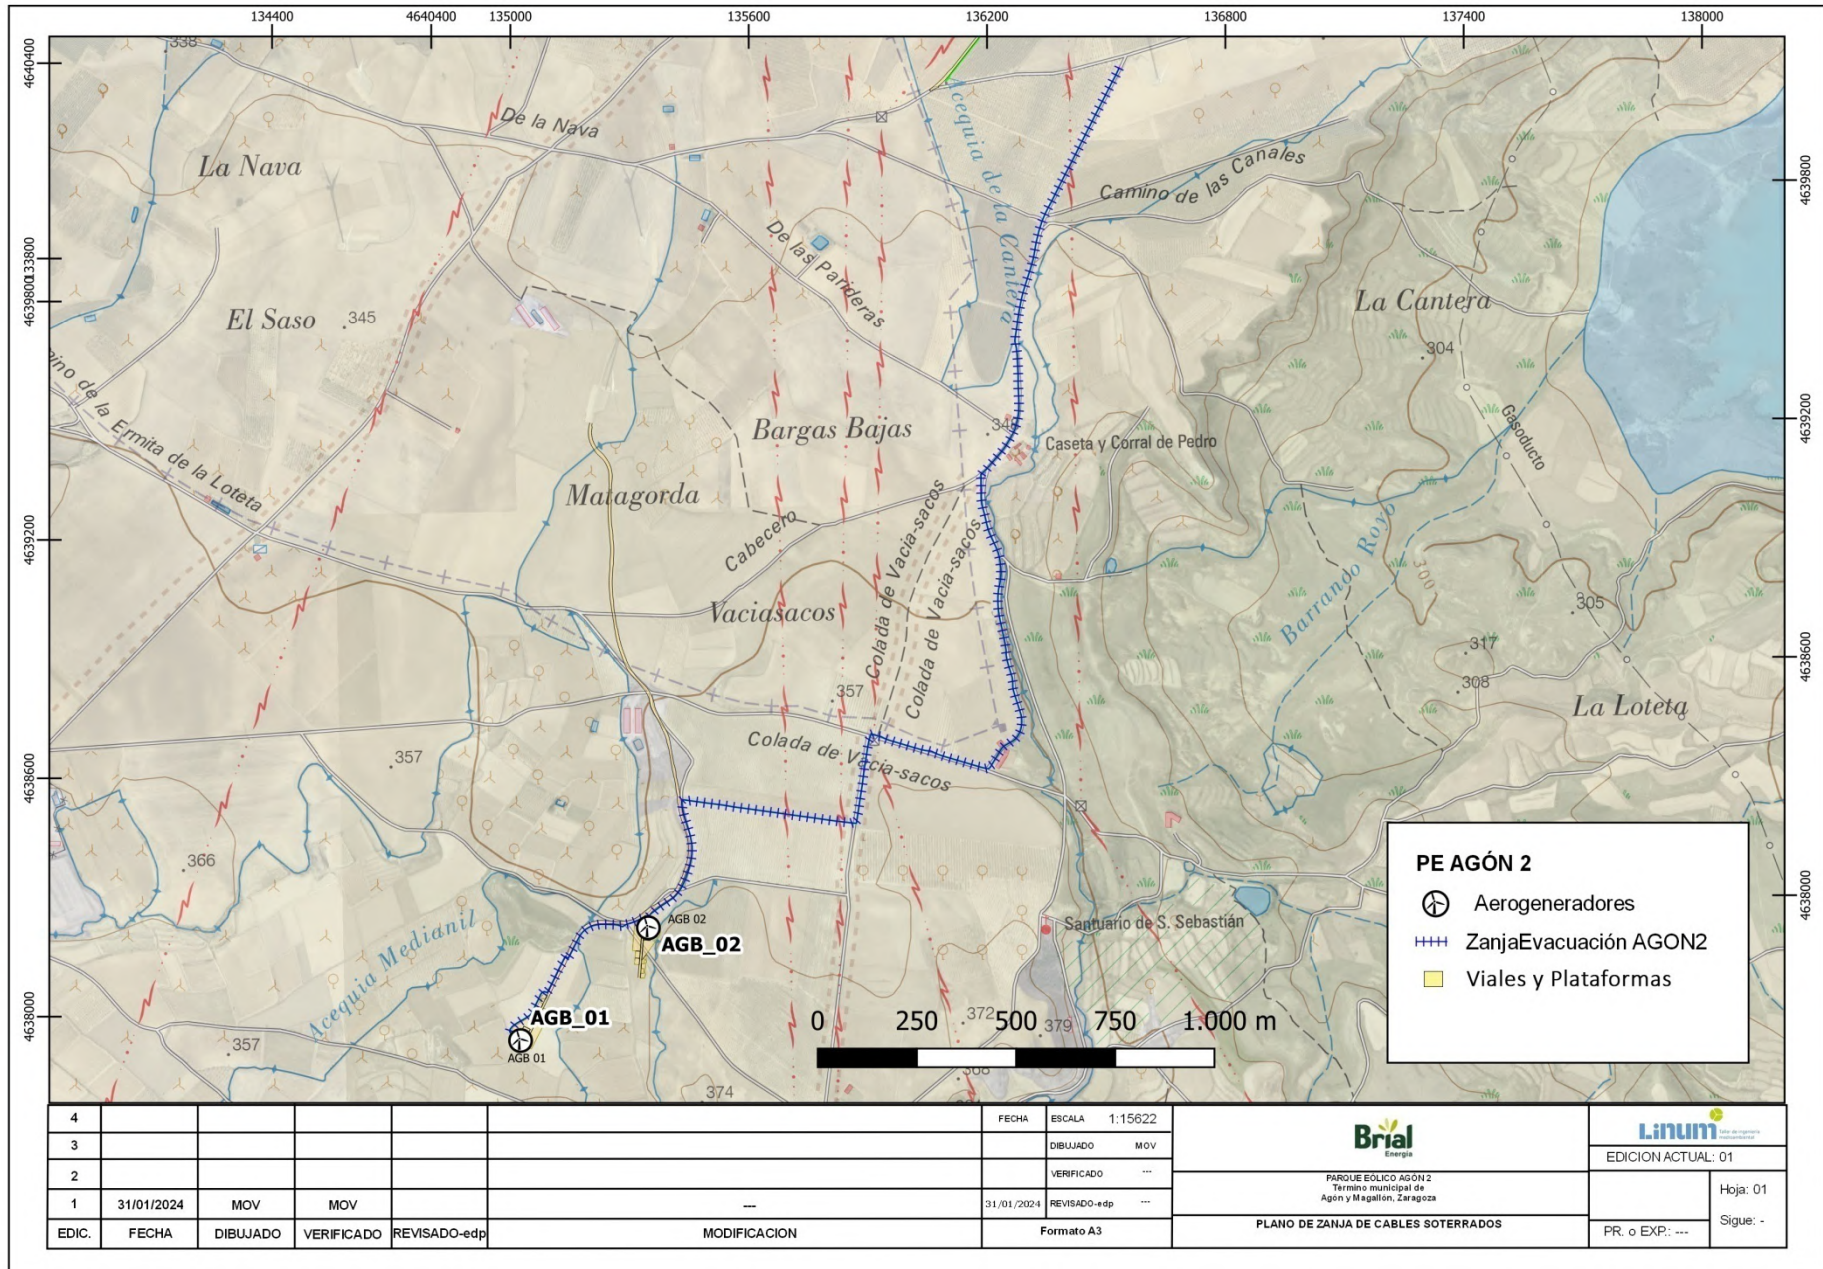 134400
4640400
135000
135600
136200
136800
137400
138000
4640400
133800
4639800
4639200
4638600
4638000
4639800
4639200
4638600
4638000
338
De la Nava
La Nava
Acequia de la Cantera
Camino de las Canales
De las Parideras
El Saso
345
La Cantera
304
Ermita de la Loteta
Bargas Bajas
Caseta y Corral de Pedro
Gasoducto
Matagorda
Cabecero
Colada de Vacia-sacos
Colada de Vacia-sacos
Barranco Royo
300
305
Vaciasacos
317
308
357
La Loteta
Colada de Vacia-sacos
357
366
Acequia Medianil
AGB 02
AGB_02
Santuario de S. Sebastián
AGB_01
AGB 01
357
372
379
368
374
0 250 500 750 1.000 m
PE AGÓN 2
Aerogeneradores
ZanjaEvacuación AGON2
Viales y Plataformas
4
3
2
1 31/01/2024 MOV MOV ---
EDIC. FECHA DIBUJADO VERIFICADO REVISADO-edp MODIFICACION
FECHA ESCALA 1:15622
DIBUJADO MOV
VERIFICADO ---
31/01/2024 REVISADO-edp ---
Formato A3
Brial
Energía
PARQUE EÓLICO AGÓN 2
Término municipal de
Agón y Magallón, Zaragoza
PLANO DE ZANJA DE CABLES SOTERRADOS
Linum
EDICION ACTUAL: 01
Hoja: 01
Sigue: -
PR. o EXP.: ---